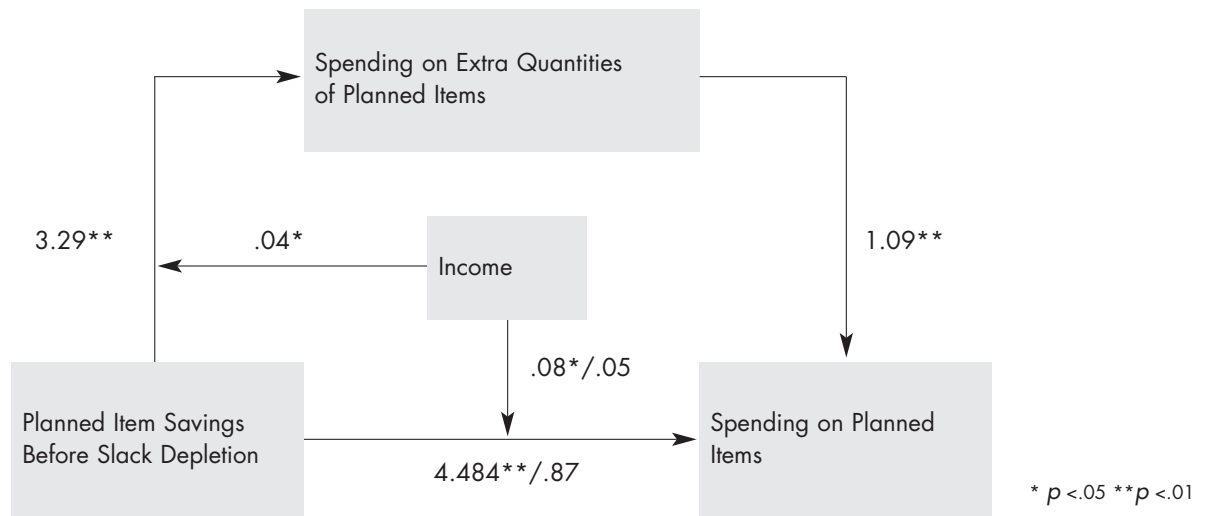 Spending on Extra Quantities
of Planned Items
3.29**
.04*
Income
1.09**
.08*/.05
Planned Item Savings
Before Slack Depletion
4.484**/.87
Spending on Planned
Items
* p <.05 **p <.01